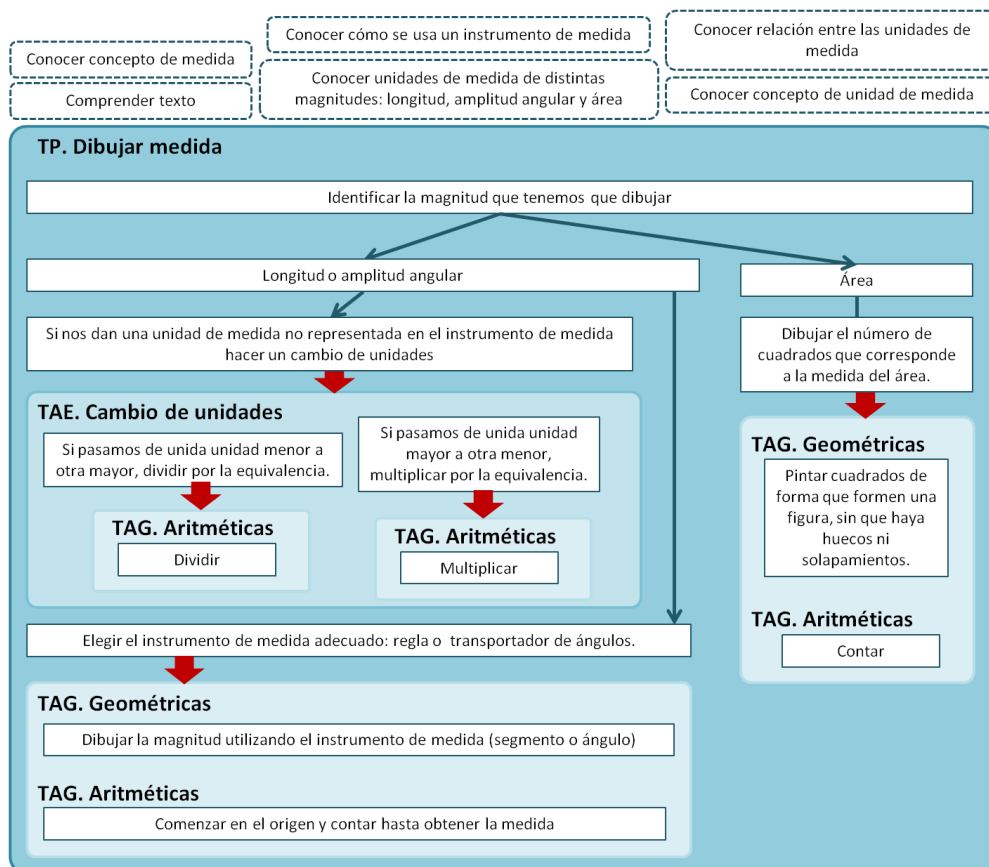 Conocer concepto de medida
Comprender texto
Conocer cómo se usa un instrumento de medida
Conocer unidades de medida de distintas
magnitudes: longitud, amplitud angular y área
Conocer relación entre las unidades de
medida
Conocer concepto de unidad de medida
TP. Dibujar medida
Identificar la magnitud que tenemos que dibujar
Longitud o amplitud angular
Si nos dan una unidad de medida no representada en el instrumento de medida
hacer un cambio de unidades
TAE. Cambio de unidades
Si pasamos de unida unidad menor a
otra mayor, dividir por la equivalencia.
TAG. Aritméticas
Dividir
Si pasamos de unida unidad
mayor a otra menor,
multiplicar por la equivalencia.
TAG. Aritméticas
Multiplicar
Elegir el instrumento de medida adecuado: regla o transportador de ángulos.
TAG. Geométricas
Dibujar la magnitud utilizando el instrumento de medida (segmento o ángulo)
TAG. Aritméticas
Comenzar en el origen y contar hasta obtener la medida
Área
Dibujar el número de
cuadrados que corresponde
a la medida del área.
TAG. Geométricas
Pintar cuadrados de
forma que formen una
figura, sin que haya
huecos ni
solapamientos.
TAG. Aritméticas
Contar